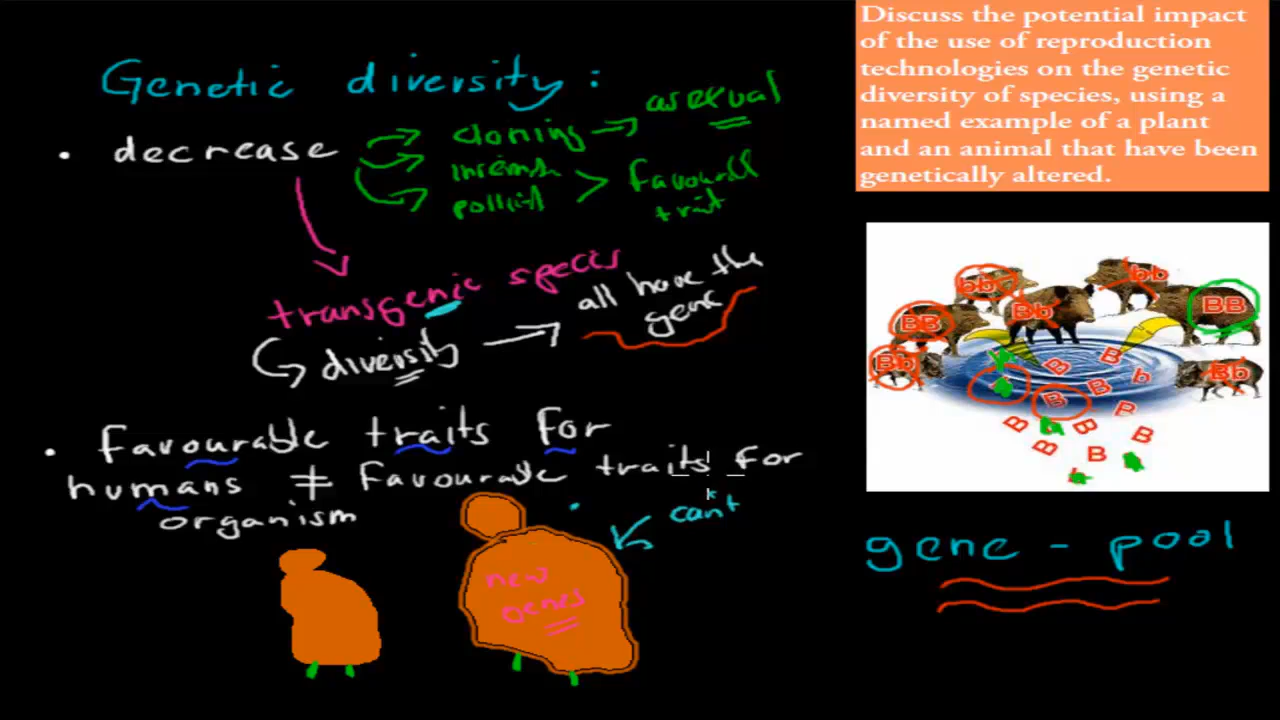 Discuss the potential impact
of the use of reproduction
technologies on the genetic
diversity of species, using a
named example of a plant
and an animal that have been
genetically altered.
Genetic diversity :
• decrease
cloning → asexual
favourable
trait
transgenic species
diversity → all have the
gene
• favourable traits for
humans ≠ favourable traits for
organism
can't
new
genes
bb
bb
BB
Bb
BB
Bb
Bb
B
B
b
B
B
B
B
B
B
B
B
gene - pool